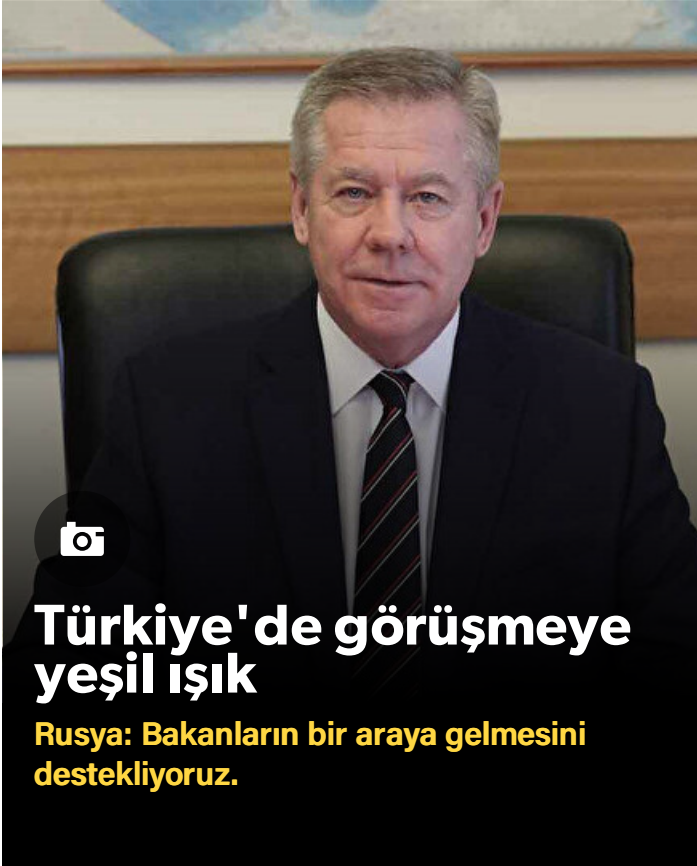 Türkiye'de görüşmeye
yeşil ışık
Rusya: Bakanların bir araya gelmesini
destekliyoruz.